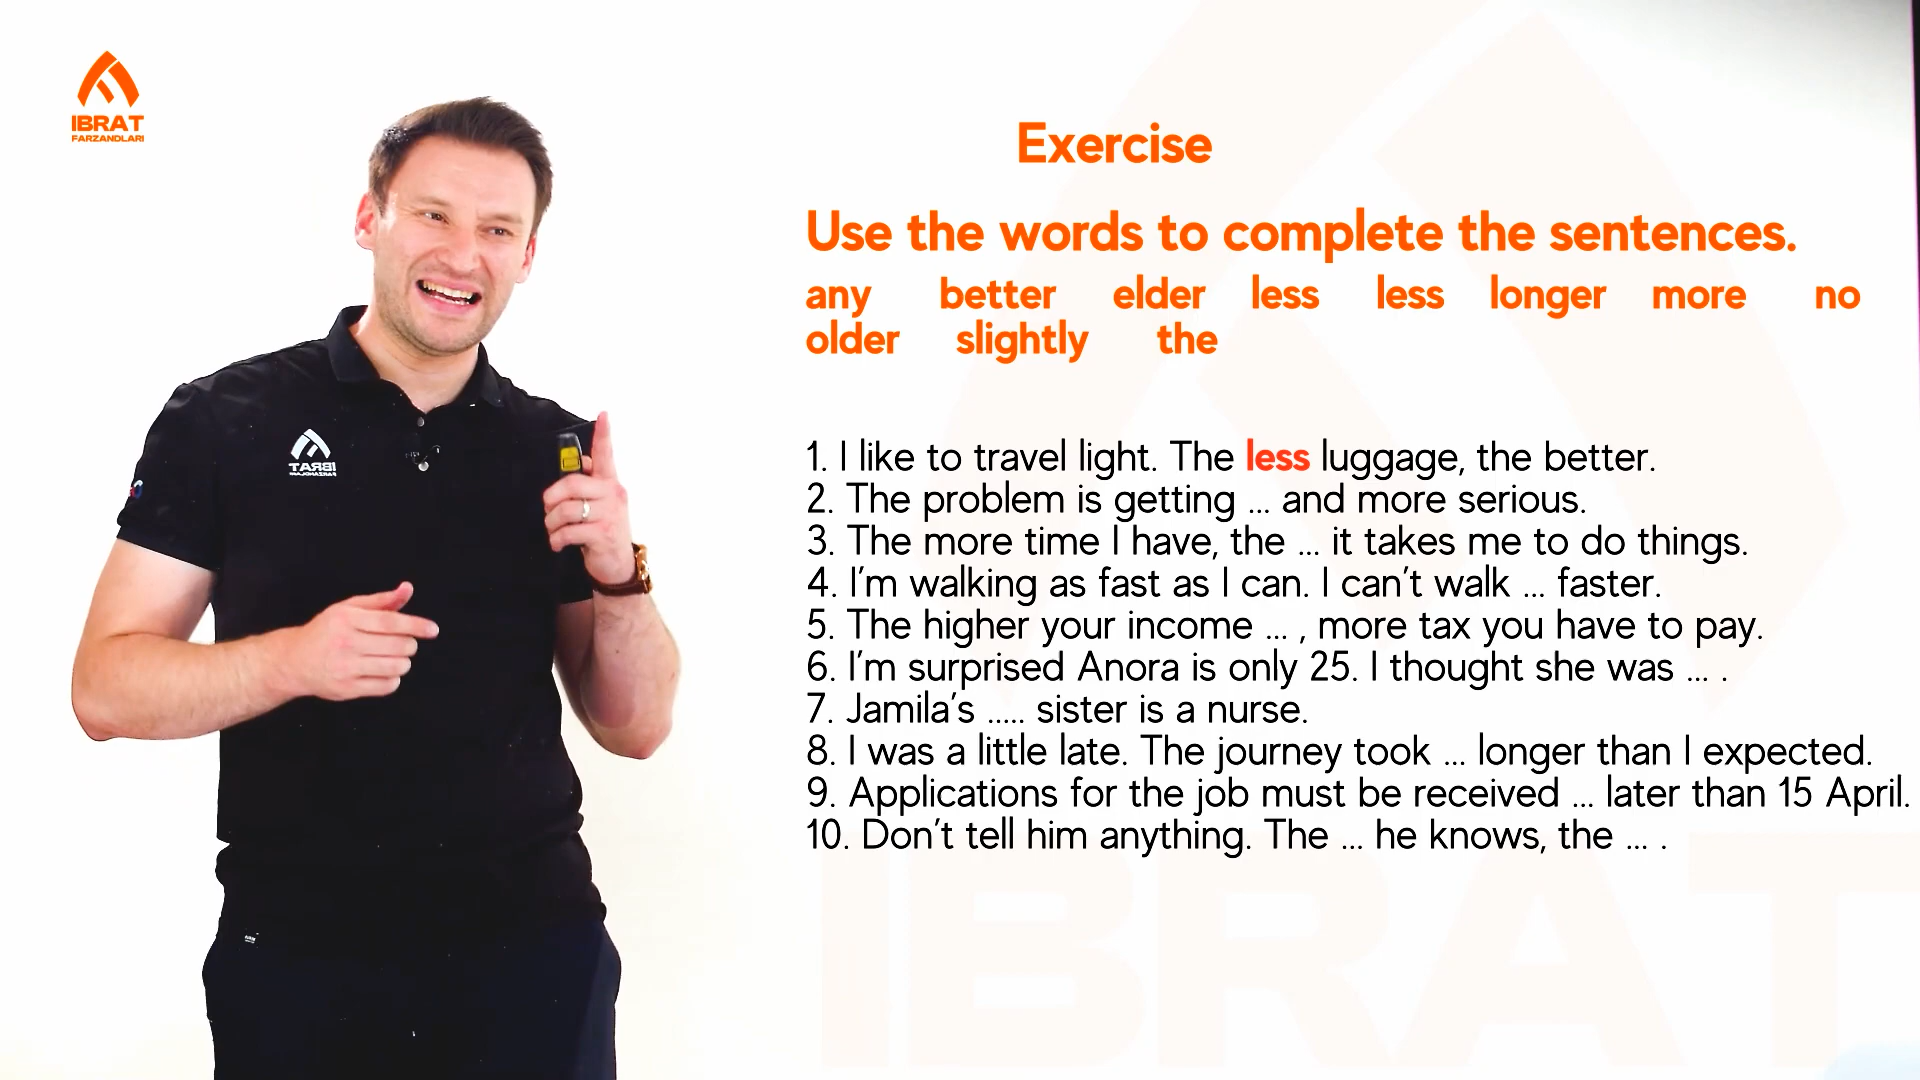 IBRAT
FARZANDLARI
Exercise
Use the words to complete the sentences.
any better elder less less longer more no
older slightly the
1. I like to travel light. The less luggage, the better.
2. The problem is getting ... and more serious.
3. The more time I have, the ... it takes me to do things.
4. I'm walking as fast as I can. I can't walk ... faster.
5. The higher your income ... , more tax you have to pay.
6. I'm surprised Anora is only 25. I thought she was ... .
7. Jamila's ..... sister is a nurse.
8. I was a little late. The journey took ... longer than I expected.
9. Applications for the job must be received ... later than 15 April.
10. Don't tell him anything. The ... he knows, the ... .
IBRAT
IBRAT